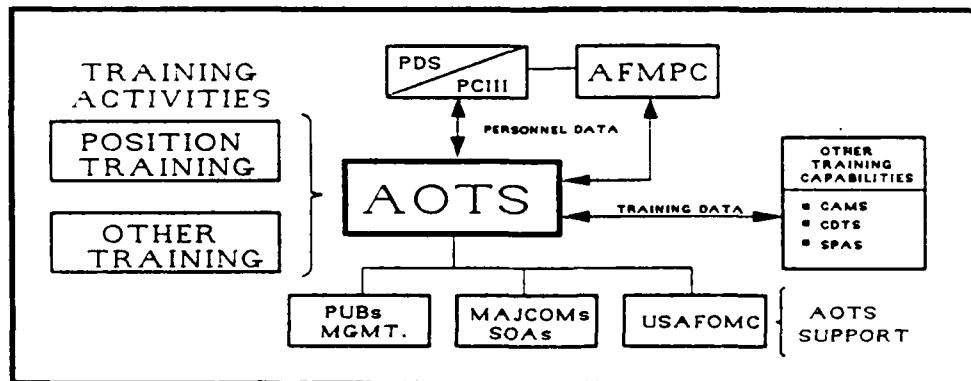 TRAINING
ACTIVITIES
POSITION
TRAINING
OTHER
TRAINING
PDS
PCIII
AFMPC
PERSONNEL DATA
AOTS
TRAINING DATA
OTHER
TRAINING
CAPABILITIES
▪ CAMS
▪ CDTS
▪ SPAS
PUBs
MGMT.
MAJCOMs
SOAs
USAFOMC
AOTS
SUPPORT